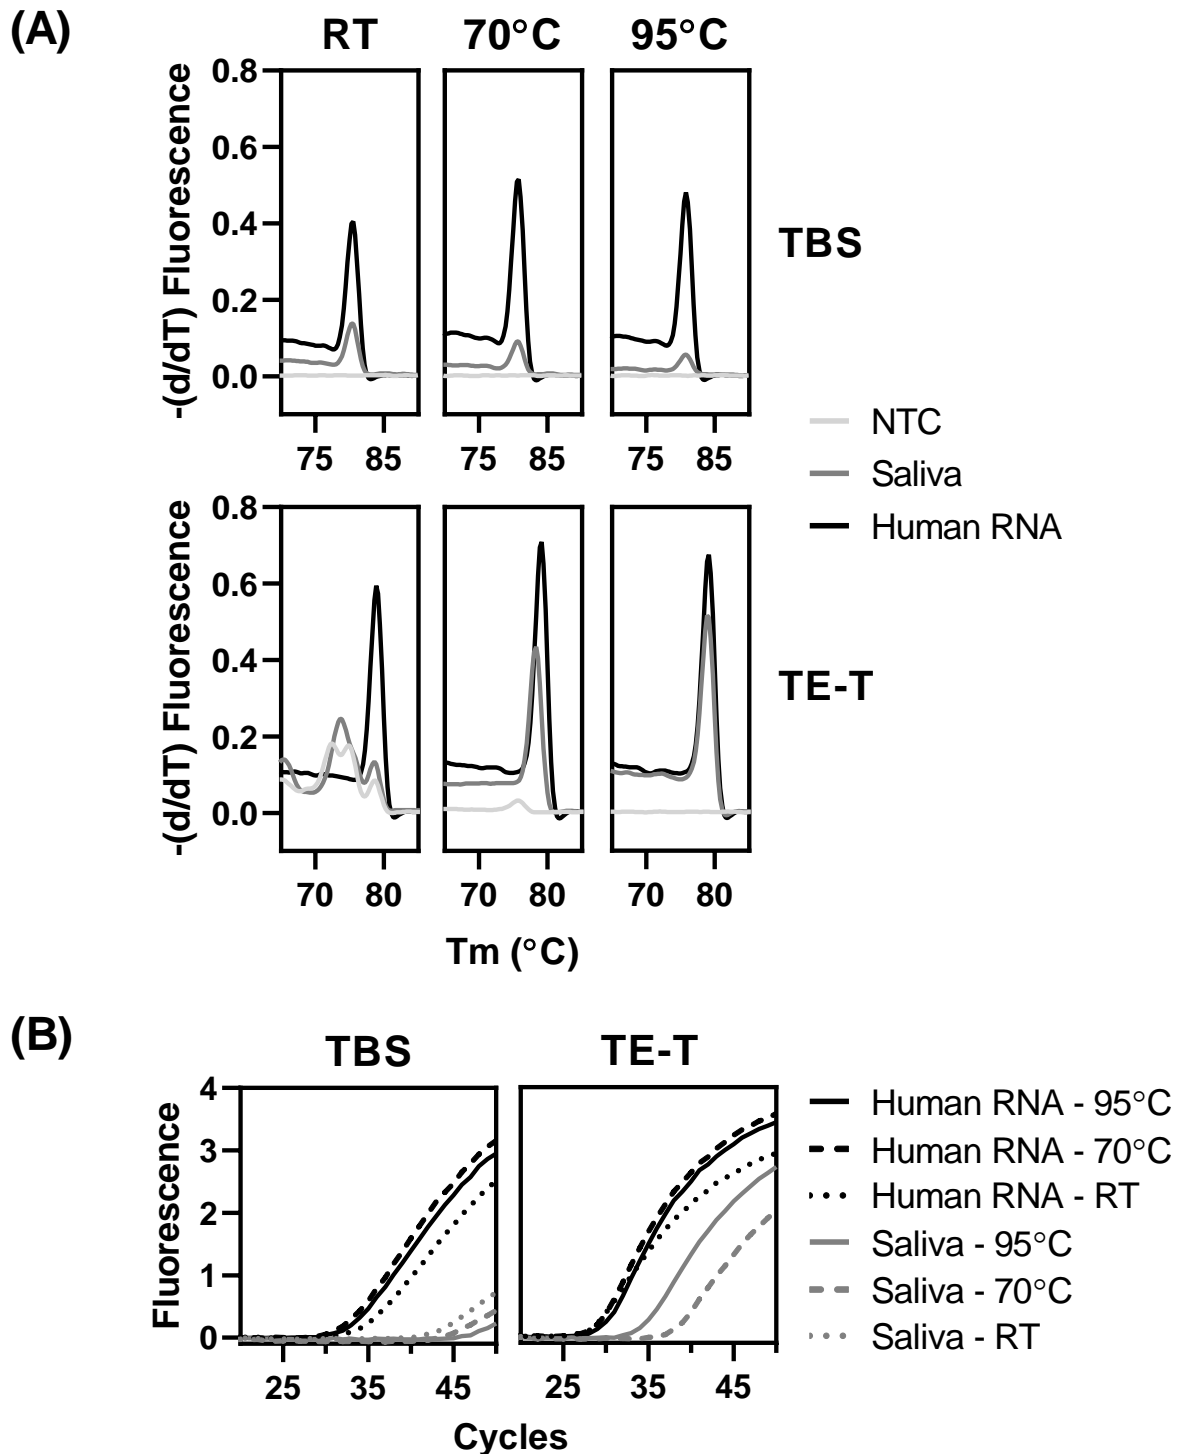 (A)
RT 70°C 95°C
-(d/dT) Fluorescence
0.8
0.6
0.4
0.2
0.0
75 85 75 85 75 85
TBS
NTC
Saliva
Human RNA
-(d/dT) Fluorescence
0.8
0.6
0.4
0.2
0.0
70 80 70 80 70 80
TE-T
Tm (°C)
(B)
TBS TE-T
Fluorescence
4
3
2
1
0
25 35 45 25 35 45
Cycles
Human RNA - 95°C
Human RNA - 70°C
Human RNA - RT
Saliva - 95°C
Saliva - 70°C
Saliva - RT